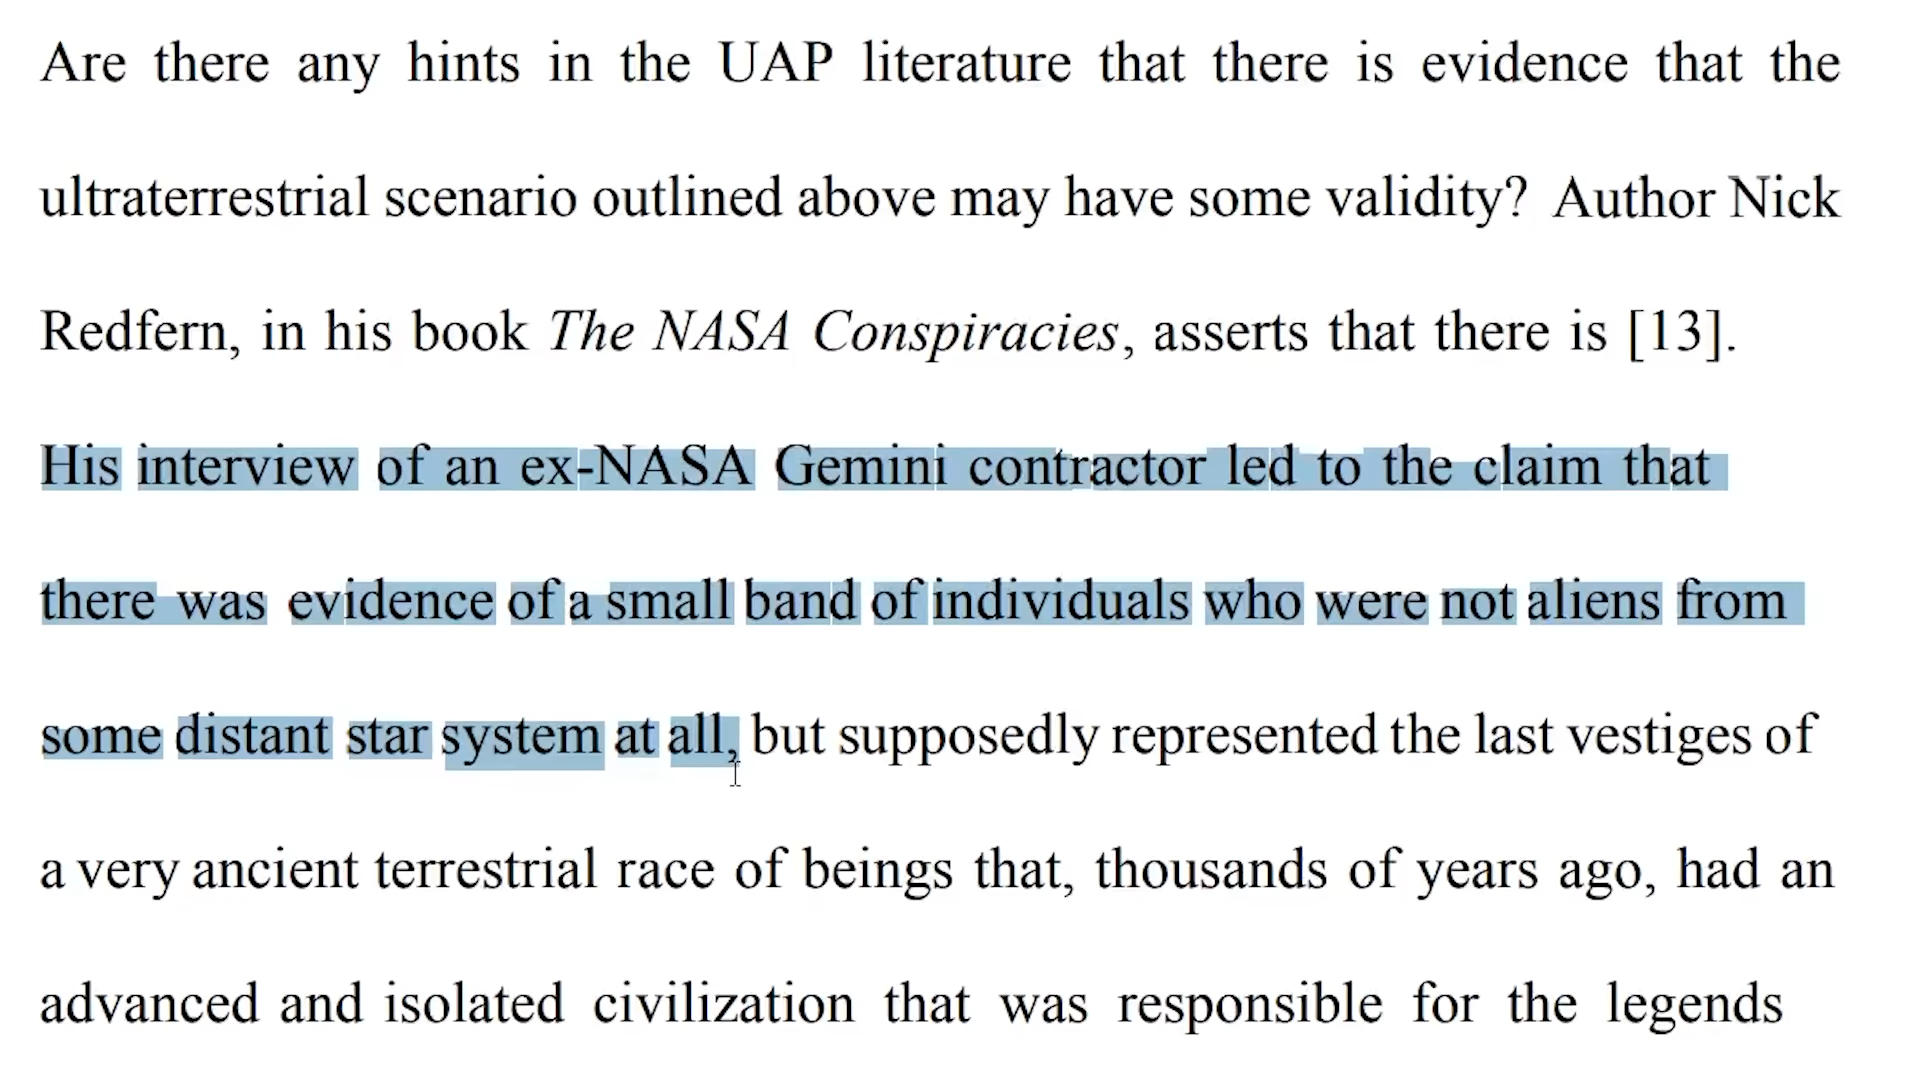 Are there any hints in the UAP literature that there is evidence that the
ultraterrestrial scenario outlined above may have some validity? Author Nick
Redfern, in his book The NASA Conspiracies, asserts that there is [13].
His interview of an ex-NASA Gemini contractor led to the claim that
there was evidence of a small band of individuals who were not aliens from
some distant star system at all, but supposedly represented the last vestiges of
a very ancient terrestrial race of beings that, thousands of years ago, had an
advanced and isolated civilization that was responsible for the legends